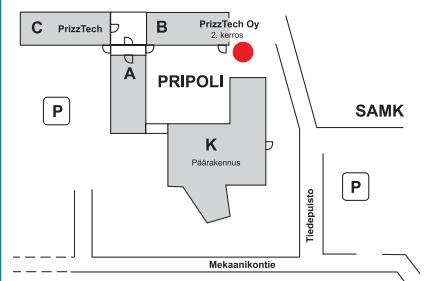 C PrizzTech
B
PrizzTech Oy
2. kerros
A
PRIPOLI
P
SAMK
K
Päärakennus
P
Tiedepuisto
Mekaanikontie